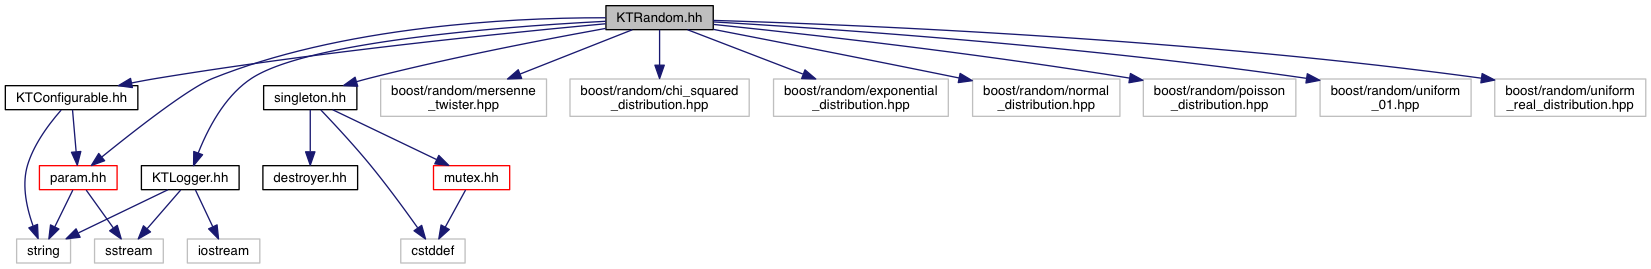 KTRandom.hh
KTConfigurable.hh
singleton.hh
boost/random/mersenne
_twister.hpp
boost/random/chi_squared
_distribution.hpp
boost/random/exponential
_distribution.hpp
boost/random/normal
_distribution.hpp
boost/random/poisson
_distribution.hpp
boost/random/uniform
_01.hpp
boost/random/uniform
_real_distribution.hpp
param.hh
KTLogger.hh
destroyer.hh
mutex.hh
string
sstream
iostream
cstddef